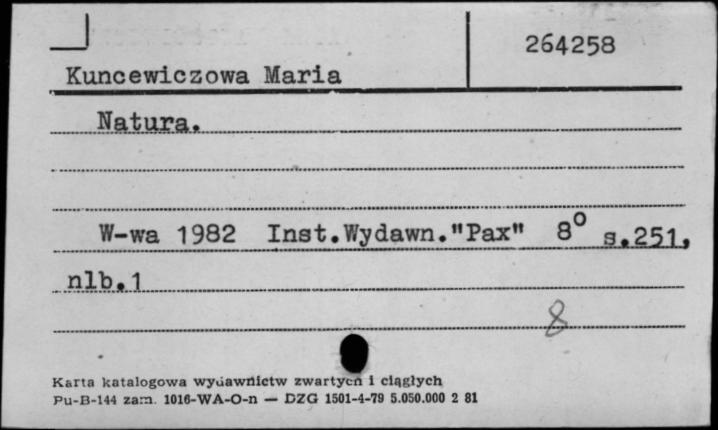 264258
Kuncewiczowa Maria
Natura.
W-wa 1982 Inst.Wydawn."Pax" 8° s.251,
nlb.1
8
Karta katalogowa wydawnictw zwartych i ciągłych
Pu-B-144 zam. 1016-WA-O-n — DZG 1501-4-79 5.050.000 2 81